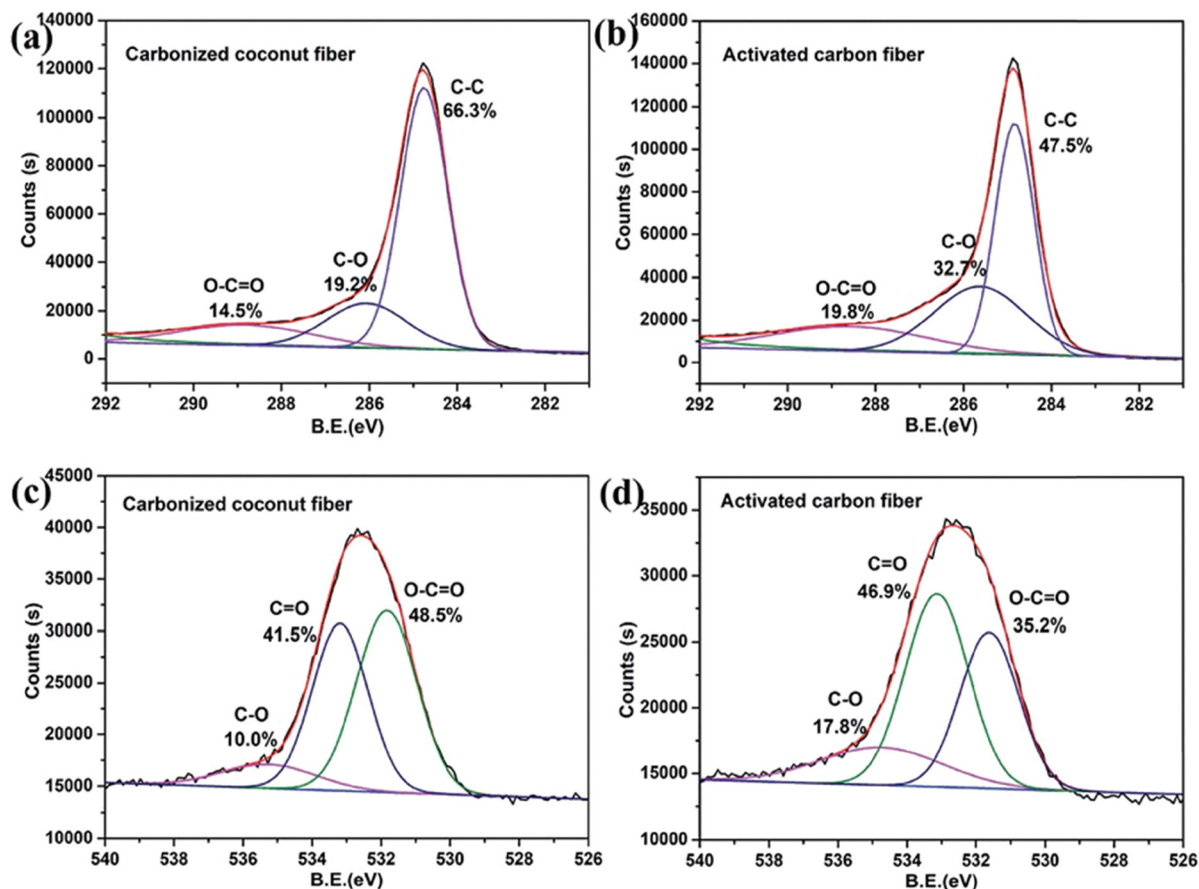 (a)
Carbonized coconut fiber
C-C
66.3%
C-O
19.2%
O-C=O
14.5%
Counts (s)
140000
120000
100000
80000
60000
40000
20000
0
292 290 288 286 284 282
B.E.(eV)
(b)
Activated carbon fiber
C-C
47.5%
C-O
32.7%
O-C=O
19.8%
Counts (s)
160000
140000
120000
100000
80000
60000
40000
20000
0
292 290 288 286 284 282
B.E.(eV)
(c)
Carbonized coconut fiber
O-C=O
48.5%
C=O
41.5%
C-O
10.0%
Counts (s)
45000
40000
35000
30000
25000
20000
15000
10000
540 538 536 534 532 530 528 526
B.E.(eV)
(d)
Activated carbon fiber
C=O
46.9%
O-C=O
35.2%
C-O
17.8%
Counts (s)
35000
30000
25000
20000
15000
10000
540 538 536 534 532 530 528 526
B.E.(eV)